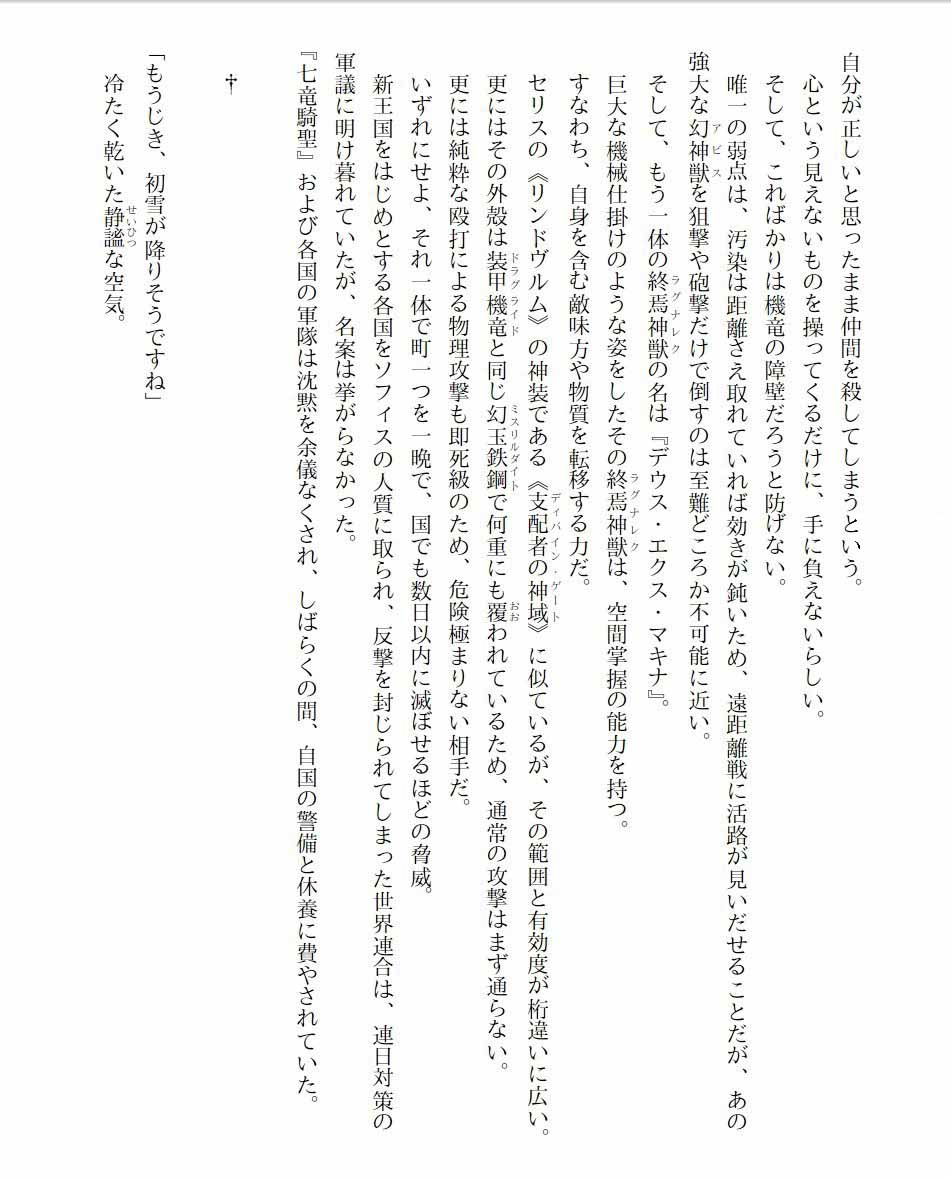 自分が正しいと思ったまま仲間を殺してしまうという。
心という見えないものを操ってくるだけに、手に負えないらしい。
そして、こればかりは機竜の障壁だろうと防げない。
唯一の弱点は、汚染は距離さえ取れていれば効きが鈍いため、遠距離戦に活路が見いだせることだが、あの
強大な幻神獣を狙撃や砲撃だけで倒すのは至難どころか不可能に近い。
アビス
そして、もう一体の終焉神獣の名は『デウス・エクス・マキナ』。
ラグナレク
巨大な機械仕掛けのような姿をしたその終焉神獣は、空間掌握の能力を持つ。
ラグナレク
すなわち、自身を含む敵味方や物質を転移する力だ。
セリスの《リンドヴルム》の神装である《支配者の神域》に似ているが、その範囲と有効度が桁違いに広い。
ディバイン・ゲート
更にはその外殻は装甲機竜と同じ幻玉鉄鋼で何重にも覆われているため、通常の攻撃はまず通らない。
ドラグライド
ミスリルダイト
おお
更には純粋な殴打による物理攻撃も即死級のため、危険極まりない相手だ。
いずれにせよ、それ一体で町一つを一晩で、国でも数日以内に滅ぼせるほどの脅威。
新王国をはじめとする各国をソフィスの人質に取られ、反撃を封じられてしまった世界連合は、連日対策の
軍議に明け暮れていたが、名案は挙がらなかった。
『七竜騎聖』および各国の軍隊は沈黙を余儀なくされ、しばらくの間、自国の警備と休養に費やされていた。
†
「もうじき、初雪が降りそうですね」
冷たく乾いた静謐な空気。
せいひつ